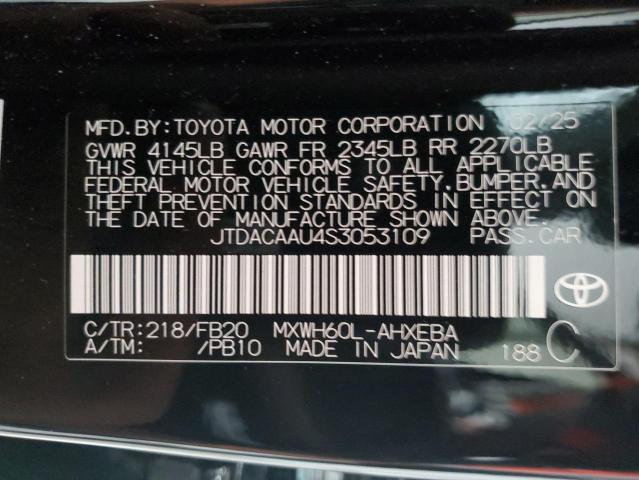 MFD.BY:TOYOTA MOTOR CORPORATION 02/25
GVWR 4145LB GAWR FR 2345LB RR 2270LB
THIS VEHICLE CONFORMS TO ALL APPLICABLE
FEDERAL MOTOR VEHICLE SAFETY.BUMPER.AND
THEFT PREVENTION STANDARDS IN EFFECT ON
THE DATE OF MANUFACTURE SHOWN ABOVE.
JTDACAAU4S3053109 PASS.CAR
C/TR:218/FB20 MXWH60L-AHXEBA
A/TM: /PB10 MADE IN JAPAN 188 C